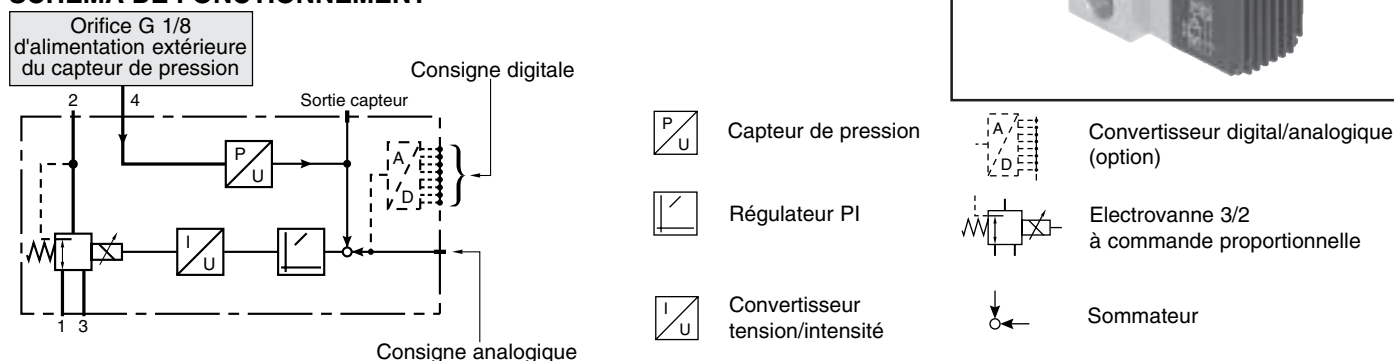 SCHEMA DE FONCTIONNEMENT
Orifice G 1/8
d'alimentation extérieure
du capteur de pression
Consigne digitale
2
4
Sortie capteur
P
U
A
D
I
U
1 3
Consigne analogique
P
U
Capteur de pression
Régulateur PI
I
U
Convertisseur
tension/intensité
A
D
Convertisseur digital/analogique
(option)
Electrovanne 3/2
à commande proportionnelle
Sommateur